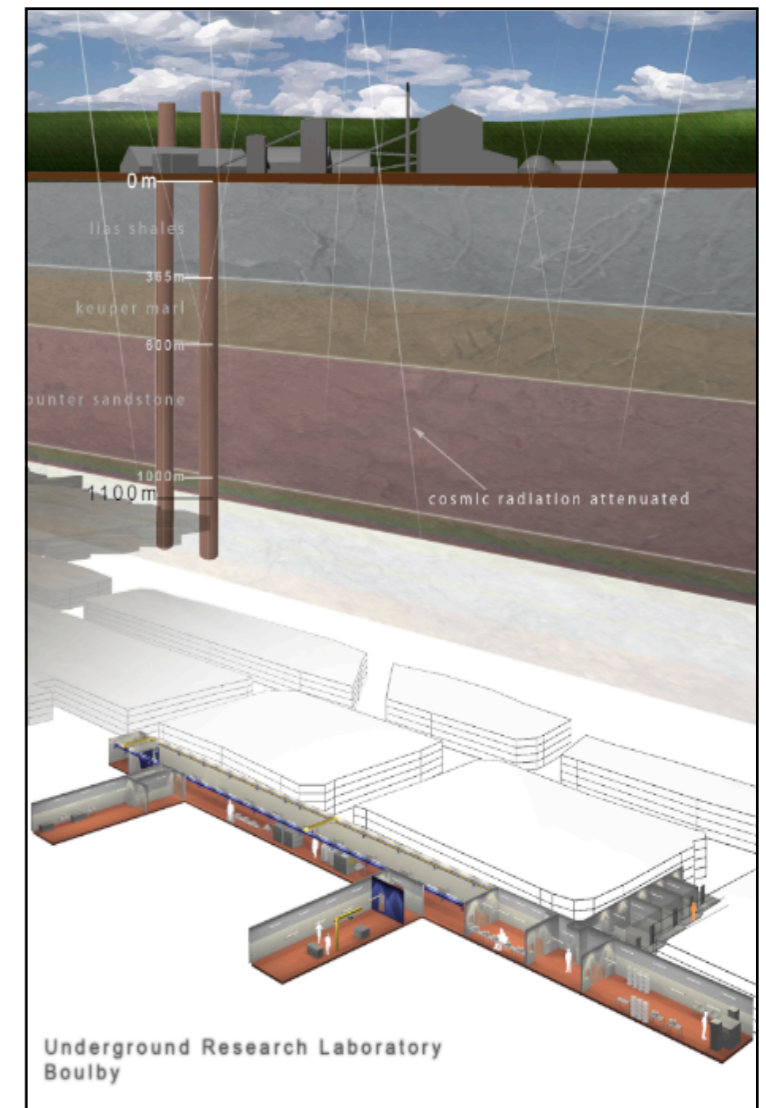 0m
lias shales
365m
keuper marl
600m
bunter sandstone
1000m
1100m
cosmic radiation attenuated
Underground Research Laboratory
Boulby